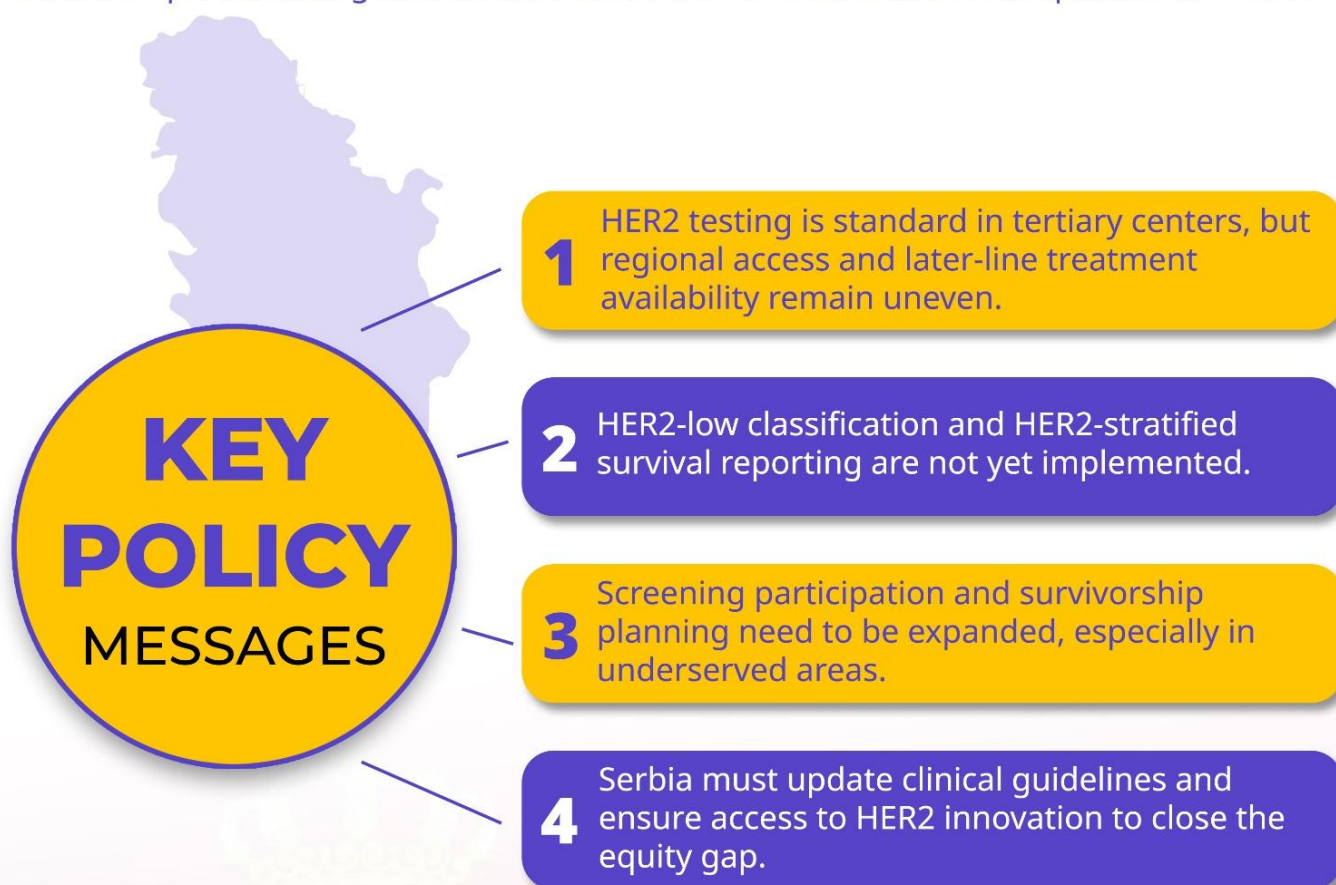 KEY
POLICY
MESSAGES
1
HER2 testing is standard in tertiary centers, but
regional access and later-line treatment
availability remain uneven.
2
HER2-low classification and HER2-stratified
survival reporting are not yet implemented.
3
Screening participation and survivorship
planning need to be expanded, especially in
underserved areas.
4
Serbia must update clinical guidelines and
ensure access to HER2 innovation to close the
equity gap.